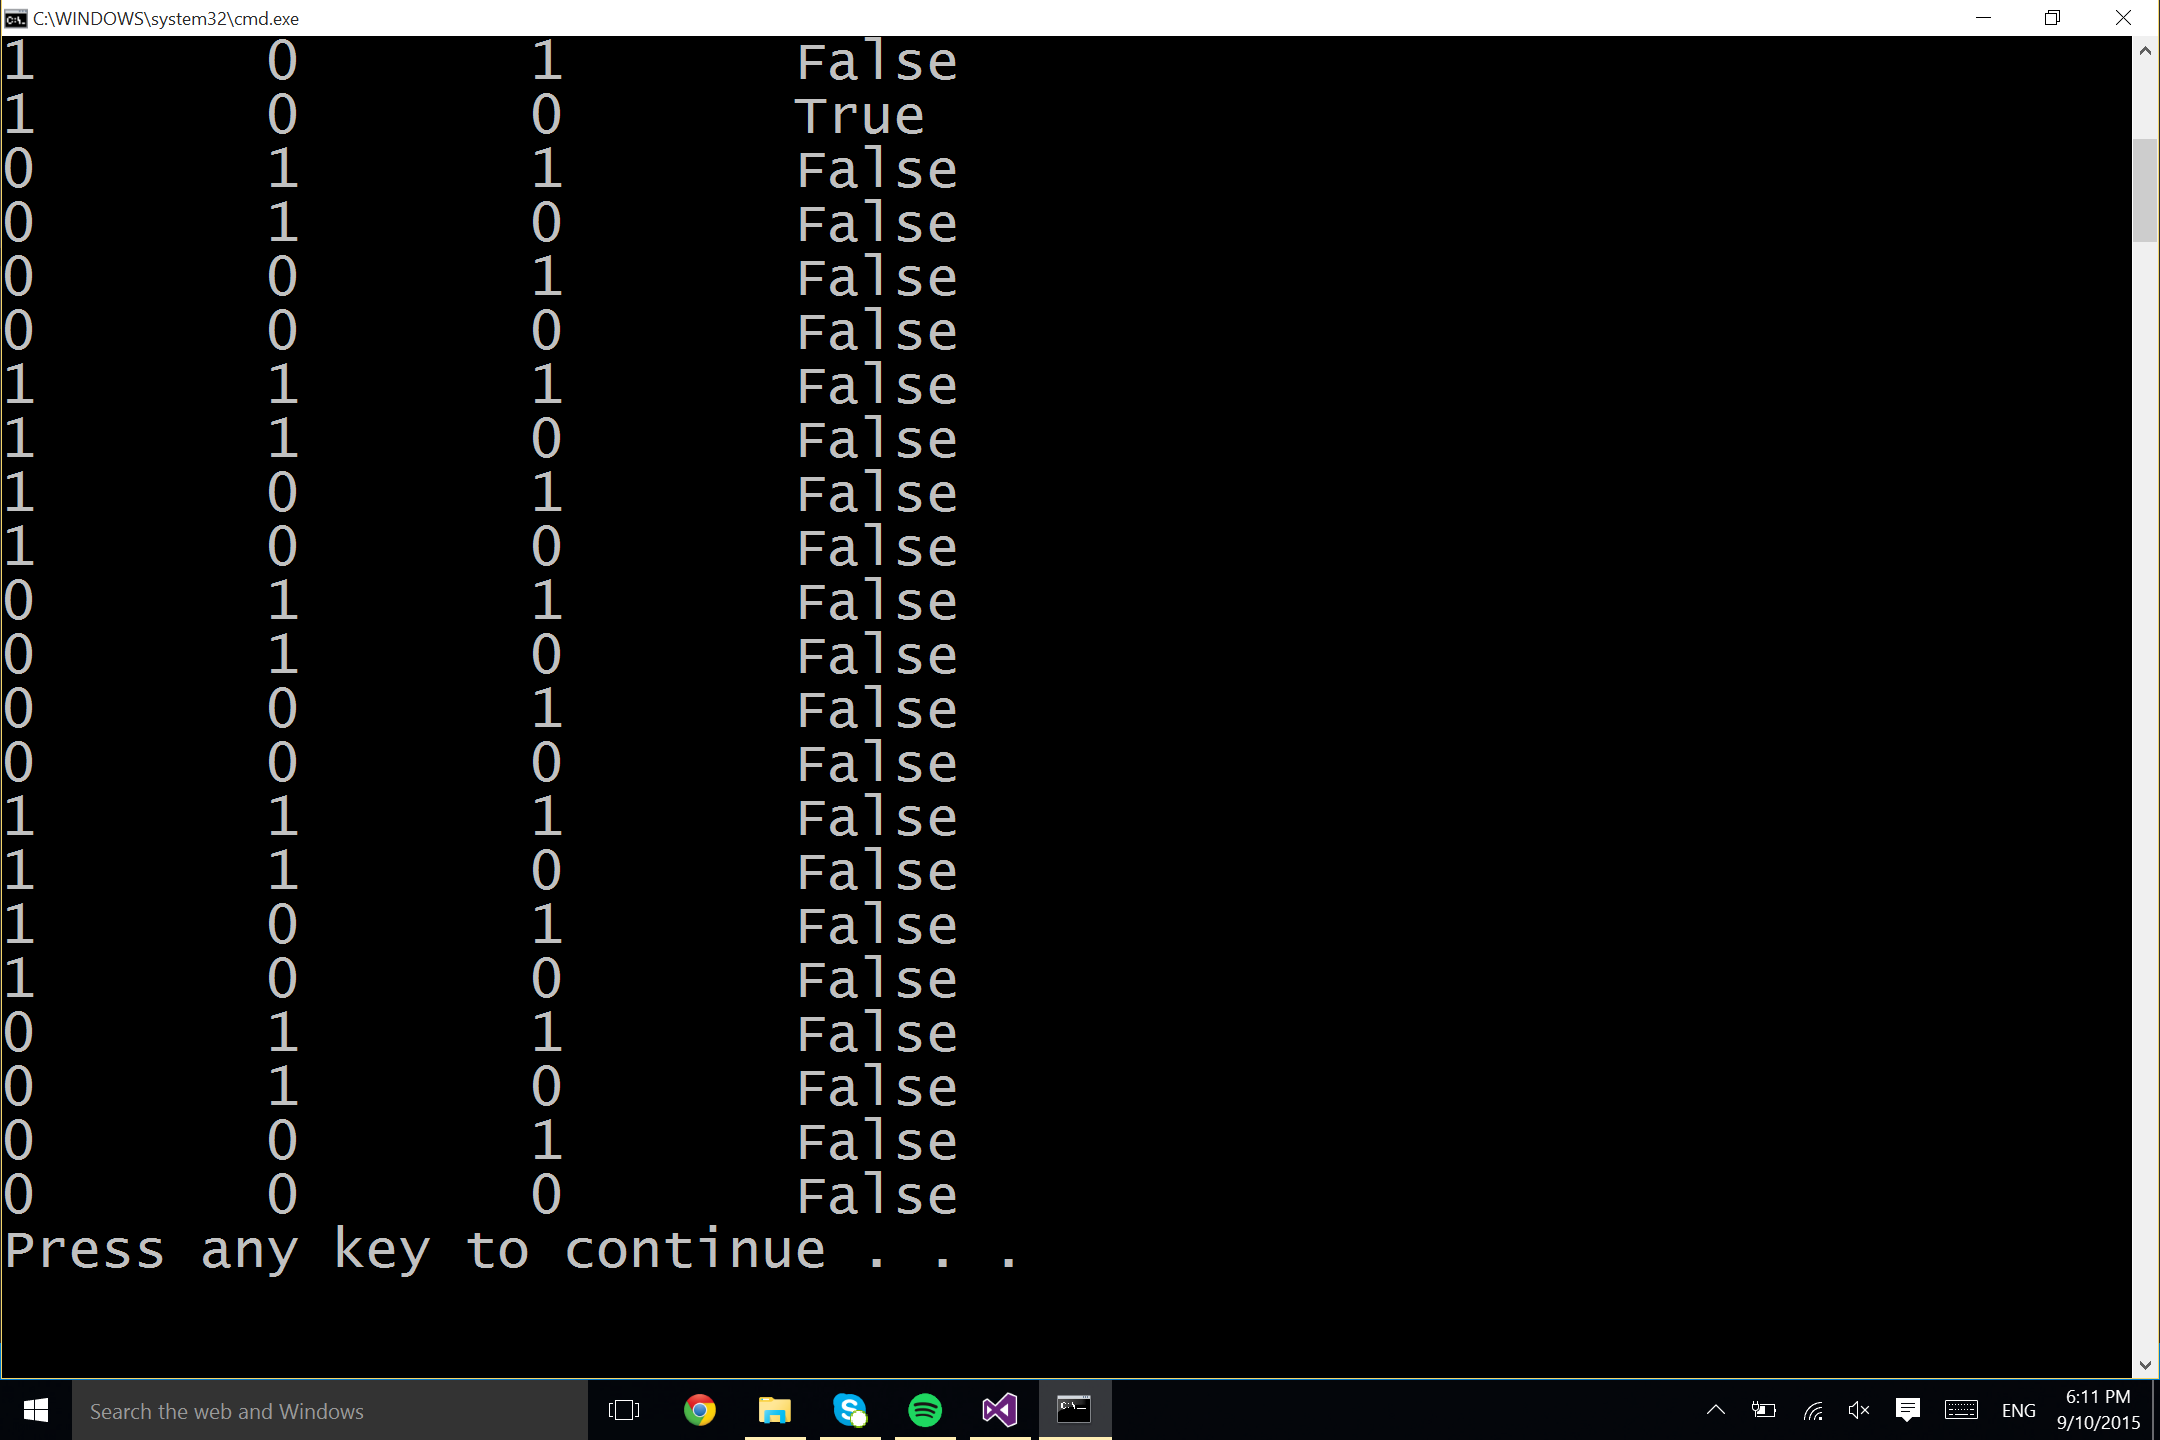 C:\WINDOWS\system32\cmd.exe
1 0 1 False
1 0 0 True
0 1 1 False
0 1 0 False
0 0 1 False
0 0 0 False
1 1 1 False
1 1 0 False
1 0 1 False
1 0 0 False
0 1 1 False
0 1 0 False
0 0 1 False
0 0 0 False
1 1 1 False
1 1 0 False
1 0 1 False
1 0 0 False
0 1 1 False
0 1 0 False
0 0 1 False
0 0 0 False
Press any key to continue . . .
Search the web and Windows
ENG
6:11 PM
9/10/2015